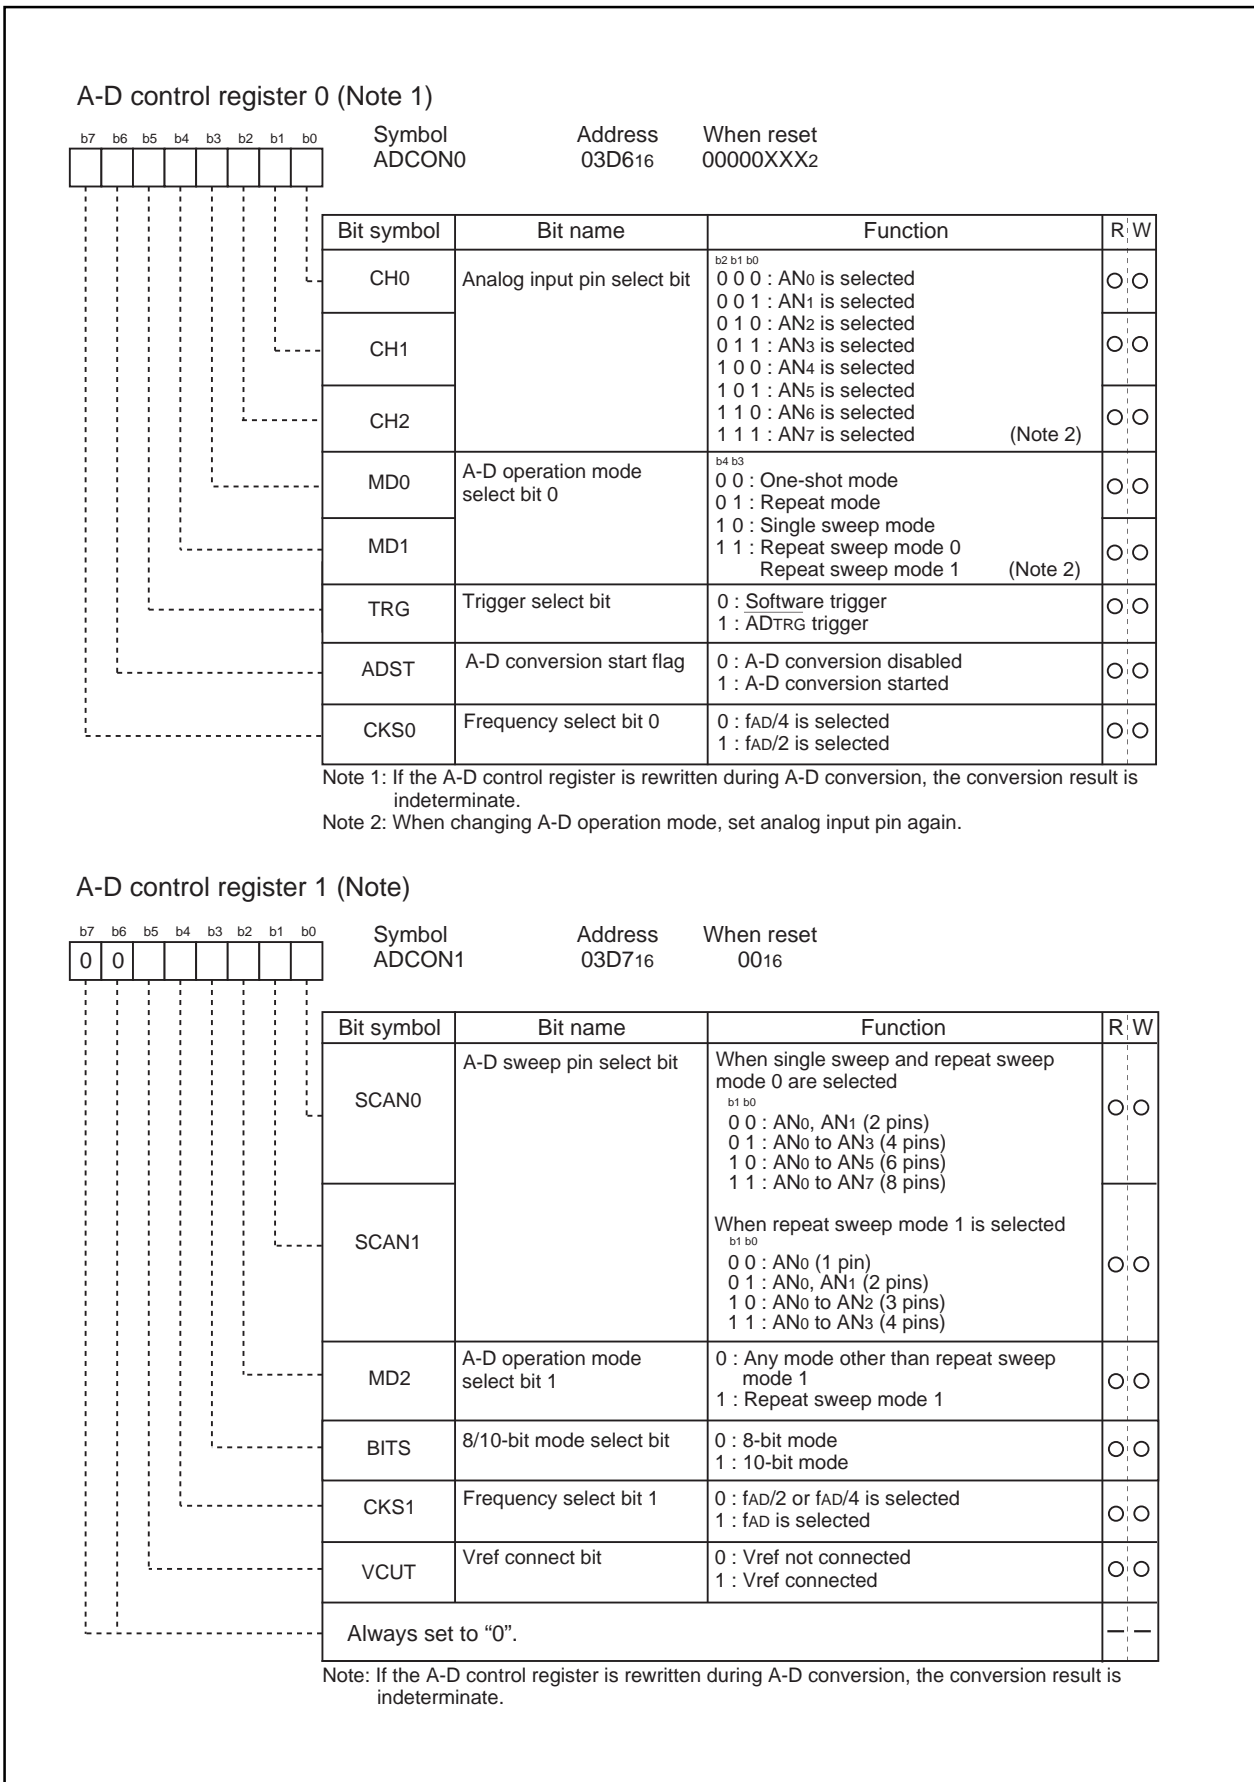 A-D control register 0 (Note 1)
b7 b6 b5 b4 b3 b2 b1 b0
Symbol Address When reset
ADCON0 03D616 00000XXX2
Bit symbol Bit name Function R W
CH0 Analog input pin select bit
b2 b1 b0
0 0 0 : AN0 is selected
0 0 1 : AN1 is selected
0 1 0 : AN2 is selected
CH1
0 1 1 : AN3 is selected
1 0 0 : AN4 is selected
1 0 1 : AN5 is selected
CH2
1 1 0 : AN6 is selected
1 1 1 : AN7 is selected (Note 2)
MD0 A-D operation mode
select bit 0
b4 b3
0 0 : One-shot mode
0 1 : Repeat mode
MD1
1 0 : Single sweep mode
1 1 : Repeat sweep mode 0
Repeat sweep mode 1 (Note 2)
TRG Trigger select bit 0 : Software trigger
1 : ADTRG trigger
ADST A-D conversion start flag 0 : A-D conversion disabled
1 : A-D conversion started
CKS0 Frequency select bit 0 0 : fAD/4 is selected
1 : fAD/2 is selected
Note 1: If the A-D control register is rewritten during A-D conversion, the conversion result is
indeterminate.
Note 2: When changing A-D operation mode, set analog input pin again.
A-D control register 1 (Note)
b7 b6 b5 b4 b3 b2 b1 b0
0 0
Symbol Address When reset
ADCON1 03D716 0016
Bit symbol Bit name Function R W
SCAN0 A-D sweep pin select bit
When single sweep and repeat sweep
mode 0 are selected
b1 b0
0 0 : AN0, AN1 (2 pins)
0 1 : AN0 to AN3 (4 pins)
1 0 : AN0 to AN5 (6 pins)
1 1 : AN0 to AN7 (8 pins)
SCAN1
When repeat sweep mode 1 is selected
b1 b0
0 0 : AN0 (1 pin)
0 1 : AN0, AN1 (2 pins)
1 0 : AN0 to AN2 (3 pins)
1 1 : AN0 to AN3 (4 pins)
MD2 A-D operation mode
select bit 1
0 : Any mode other than repeat sweep
mode 1
1 : Repeat sweep mode 1
BITS 8/10-bit mode select bit 0 : 8-bit mode
1 : 10-bit mode
CKS1 Frequency select bit 1 0 : fAD/2 or fAD/4 is selected
1 : fAD is selected
VCUT Vref connect bit 0 : Vref not connected
1 : Vref connected
Always set to “0”.
Note: If the A-D control register is rewritten during A-D conversion, the conversion result is
indeterminate.